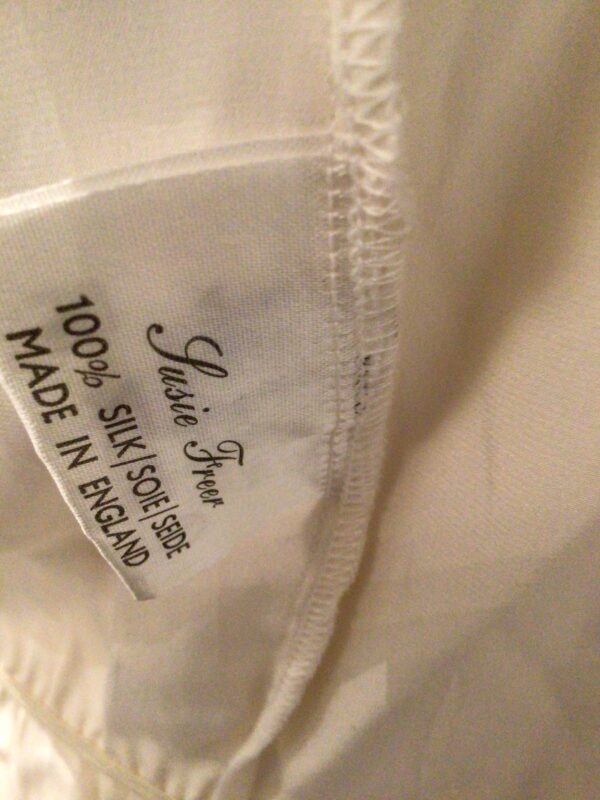 Susie Freer
100% SILK/SOIE/SEIDE
MADE IN ENGLAND